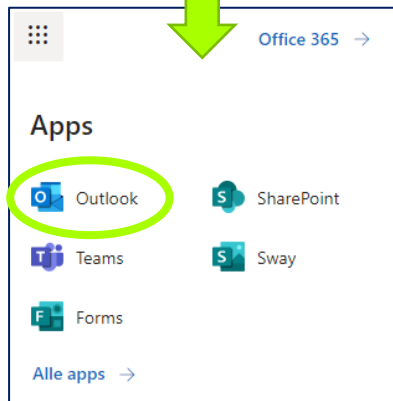 Office 365 →
Apps
Outlook SharePoint
Teams Sway
Forms
Alle apps →